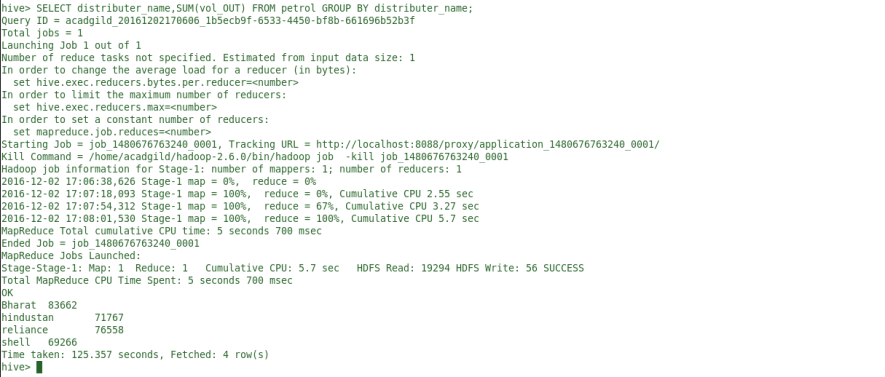 hive> SELECT distributer_name,SUM(vol_OUT) FROM petrol GROUP BY distributer_name;
Query ID = acadgild_20161202170606_1b5ecb9f-6533-4450-bf8b-661696b52b3f
Total jobs = 1
Launching Job 1 out of 1
Number of reduce tasks not specified. Estimated from input data size: 1
In order to change the average load for a reducer (in bytes):
  set hive.exec.reducers.bytes.per.reducer=<number>
In order to limit the maximum number of reducers:
  set hive.exec.reducers.max=<number>
In order to set a constant number of reducers:
  set mapreduce.job.reduces=<number>
Starting Job = job_1480676763240_0001, Tracking URL = http://localhost:8088/proxy/application_1480676763240_0001/
Kill Command = /home/acadgild/hadoop-2.6.0/bin/hadoop job  -kill job_1480676763240_0001
Hadoop job information for Stage-1: number of mappers: 1; number of reducers: 1
2016-12-02 17:06:38,626 Stage-1 map = 0%,  reduce = 0%
2016-12-02 17:07:18,093 Stage-1 map = 100%,  reduce = 0%, Cumulative CPU 2.55 sec
2016-12-02 17:07:54,312 Stage-1 map = 100%,  reduce = 67%, Cumulative CPU 3.27 sec
2016-12-02 17:08:01,530 Stage-1 map = 100%,  reduce = 100%, Cumulative CPU 5.7 sec
MapReduce Total cumulative CPU time: 5 seconds 700 msec
Ended Job = job_1480676763240_0001
MapReduce Jobs Launched:
Stage-Stage-1: Map: 1  Reduce: 1   Cumulative CPU: 5.7 sec   HDFS Read: 19294 HDFS Write: 56 SUCCESS
Total MapReduce CPU Time Spent: 5 seconds 700 msec
OK
Bharat  83662
hindustan       71767
reliance        76558
shell   69266
Time taken: 125.357 seconds, Fetched: 4 row(s)
hive>